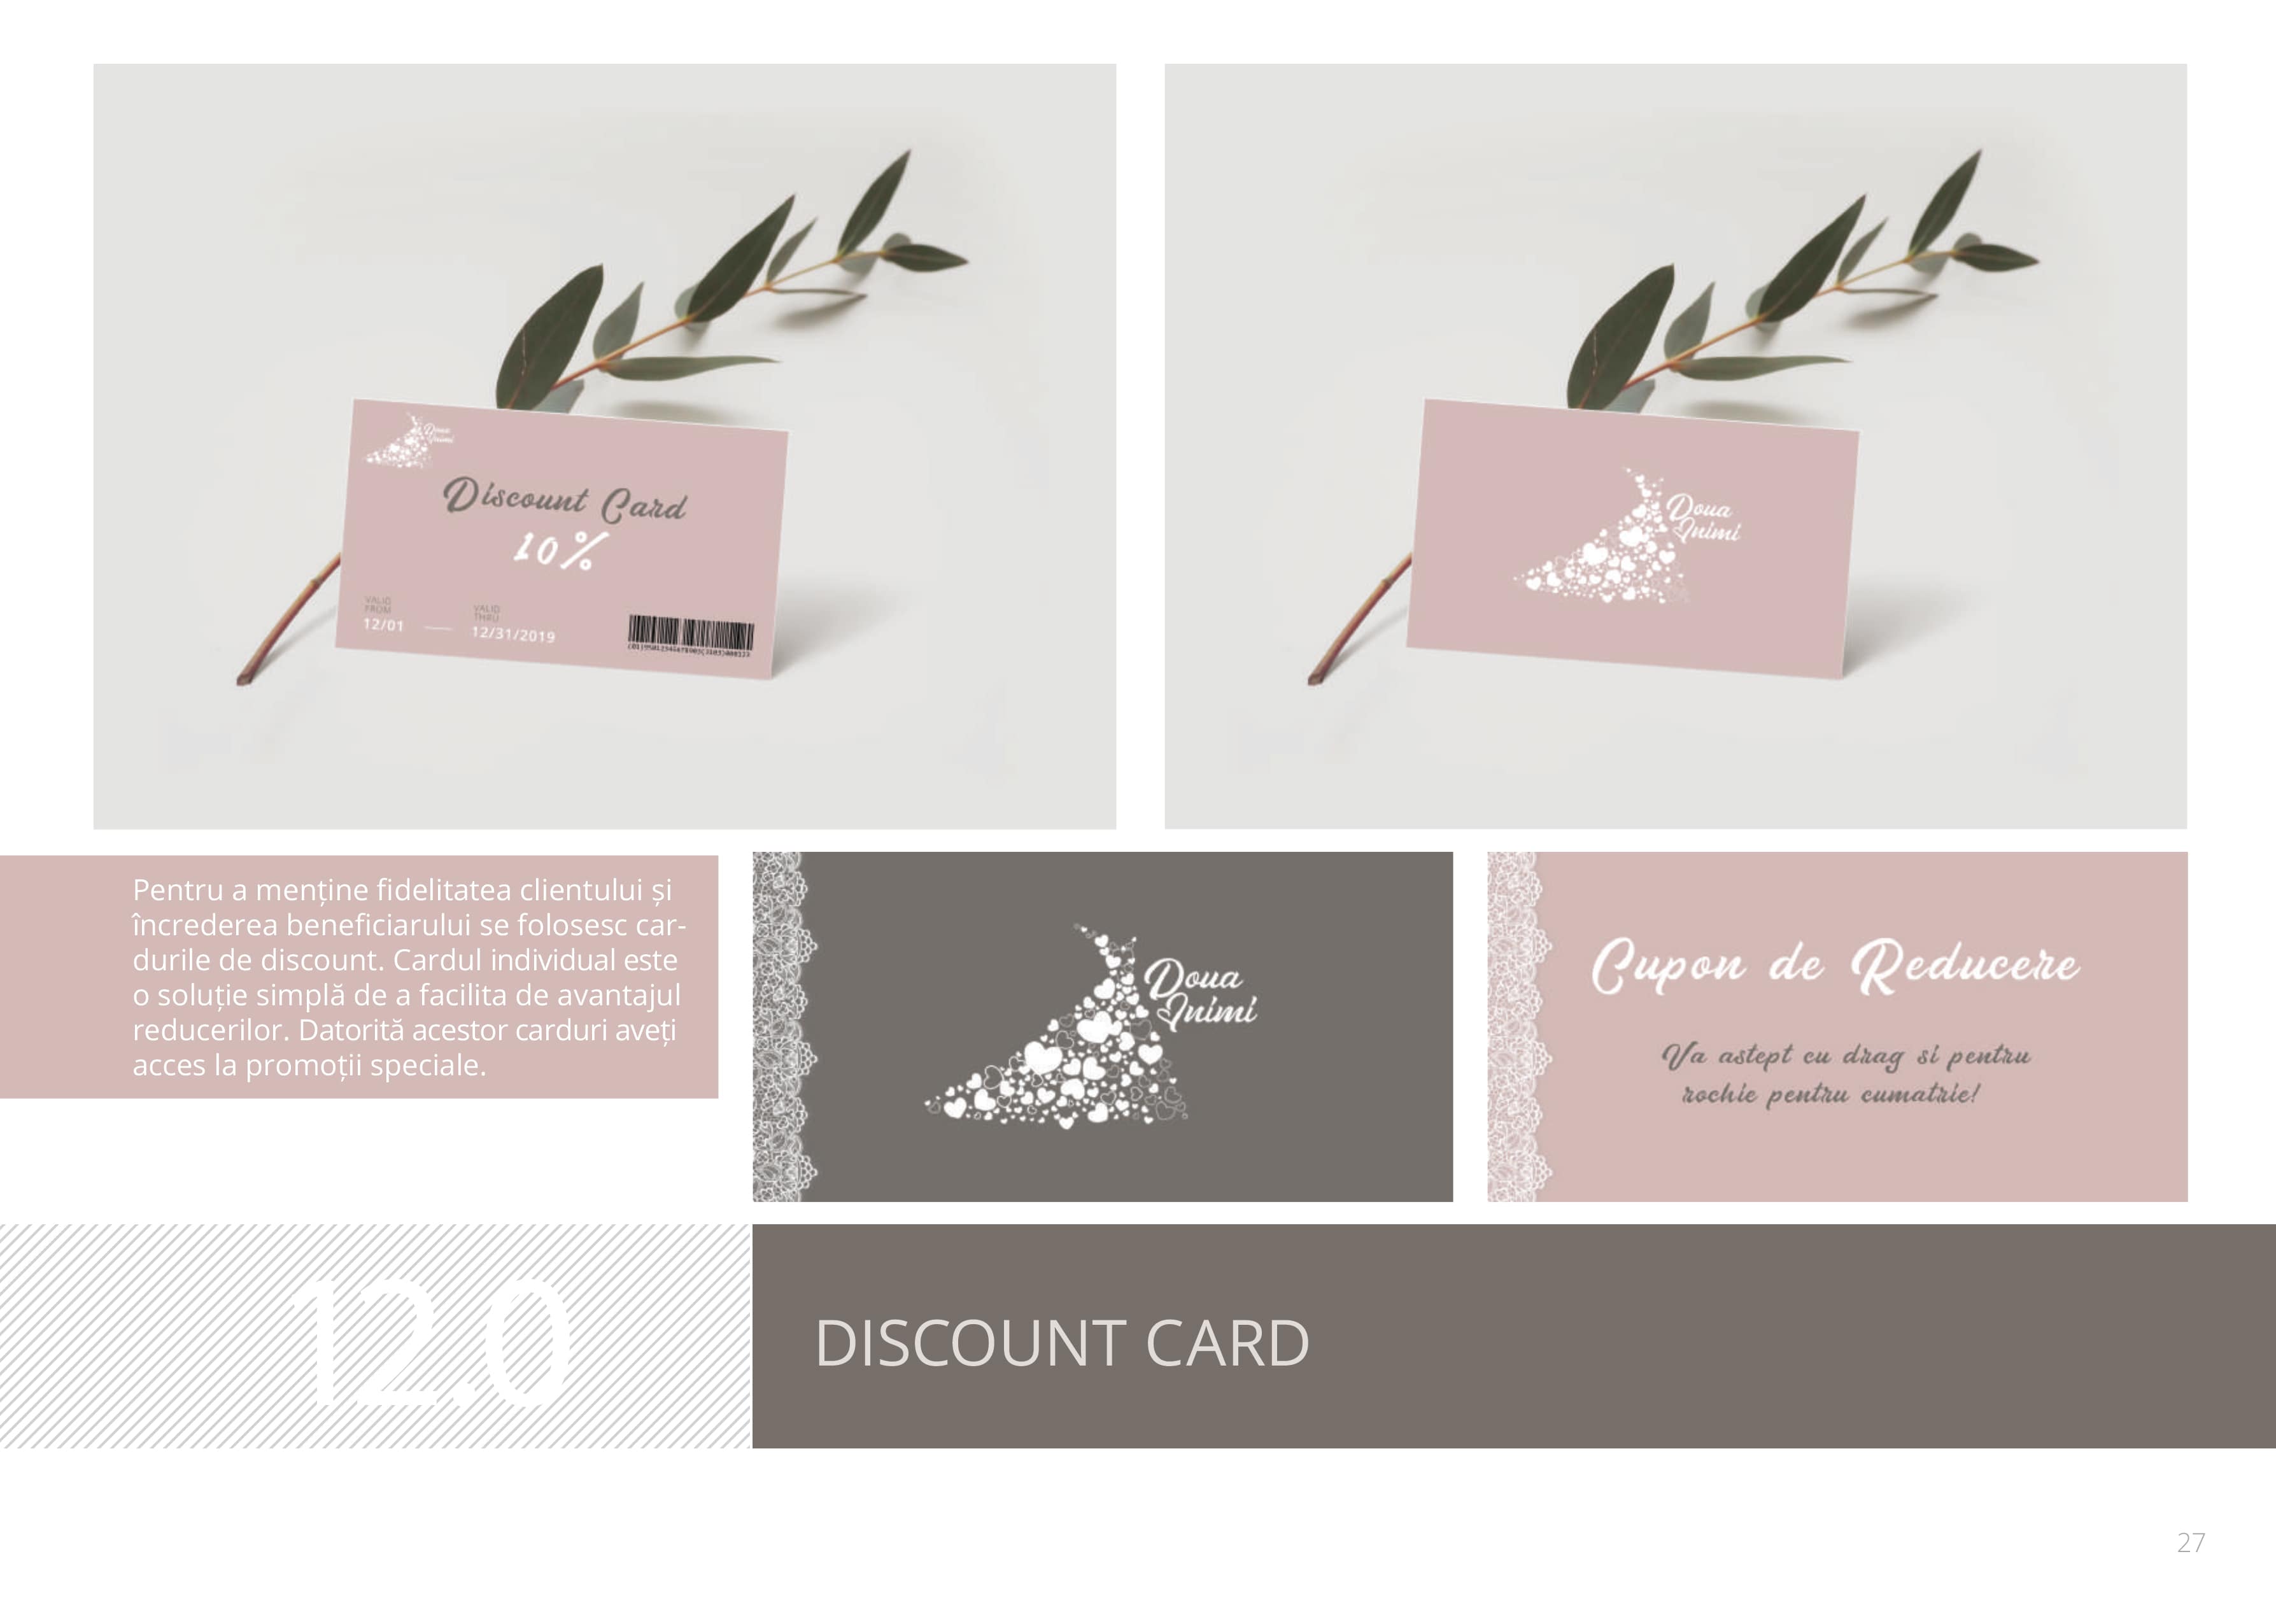 Doua
Inimi
Discount Card
10%
VALID
FROM
12/01
VALID
THRU
12/31/2019
Doua
Inimi
Pentru a menține fidelitatea clientului și
încrederea beneficiarului se folosesc car-
durile de discount. Cardul individual este
o soluție simplă de a facilita de avantajul
reducerilor. Datorită acestor carduri aveți
acces la promoții speciale.
Doua
Inimi
Cupon de Reducere
Va astept cu drag si pentru
rochie pentru cumatrie!
12.0
DISCOUNT CARD
27